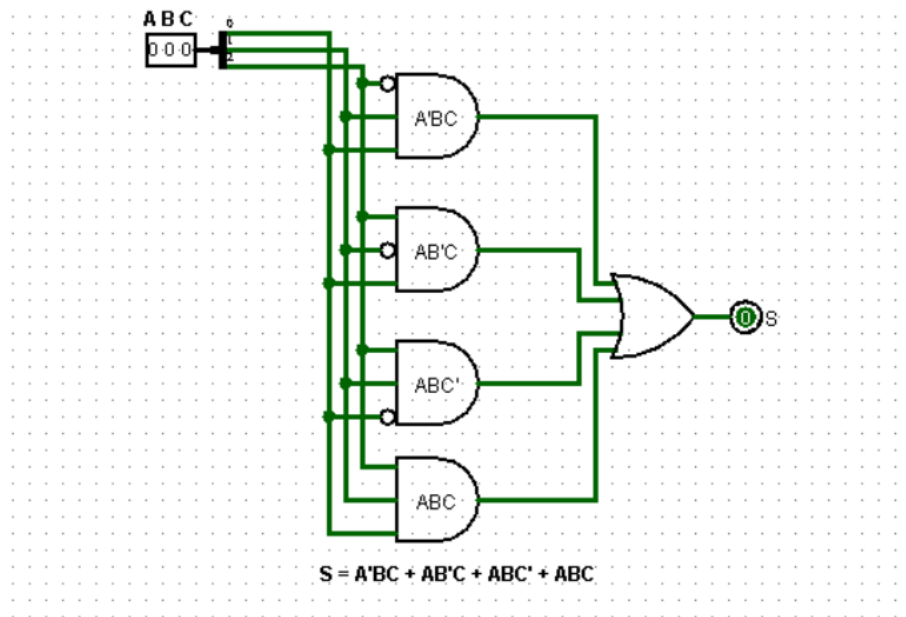 A B C
0
1
2
0 0 0
A'BC
AB'C
0 S
ABC'
ABC
S = A'BC + AB'C + ABC' + ABC